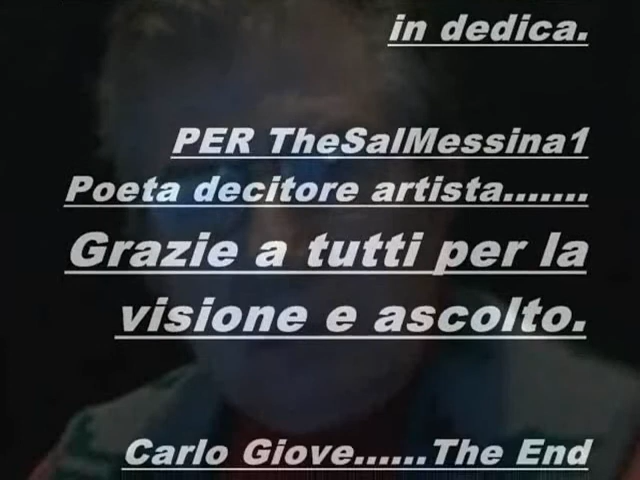 in dedica.
PER TheSalMessina1
Poeta decitore artista.......
Grazie a tutti per la
visione e ascolto.
Carlo Giove......The End